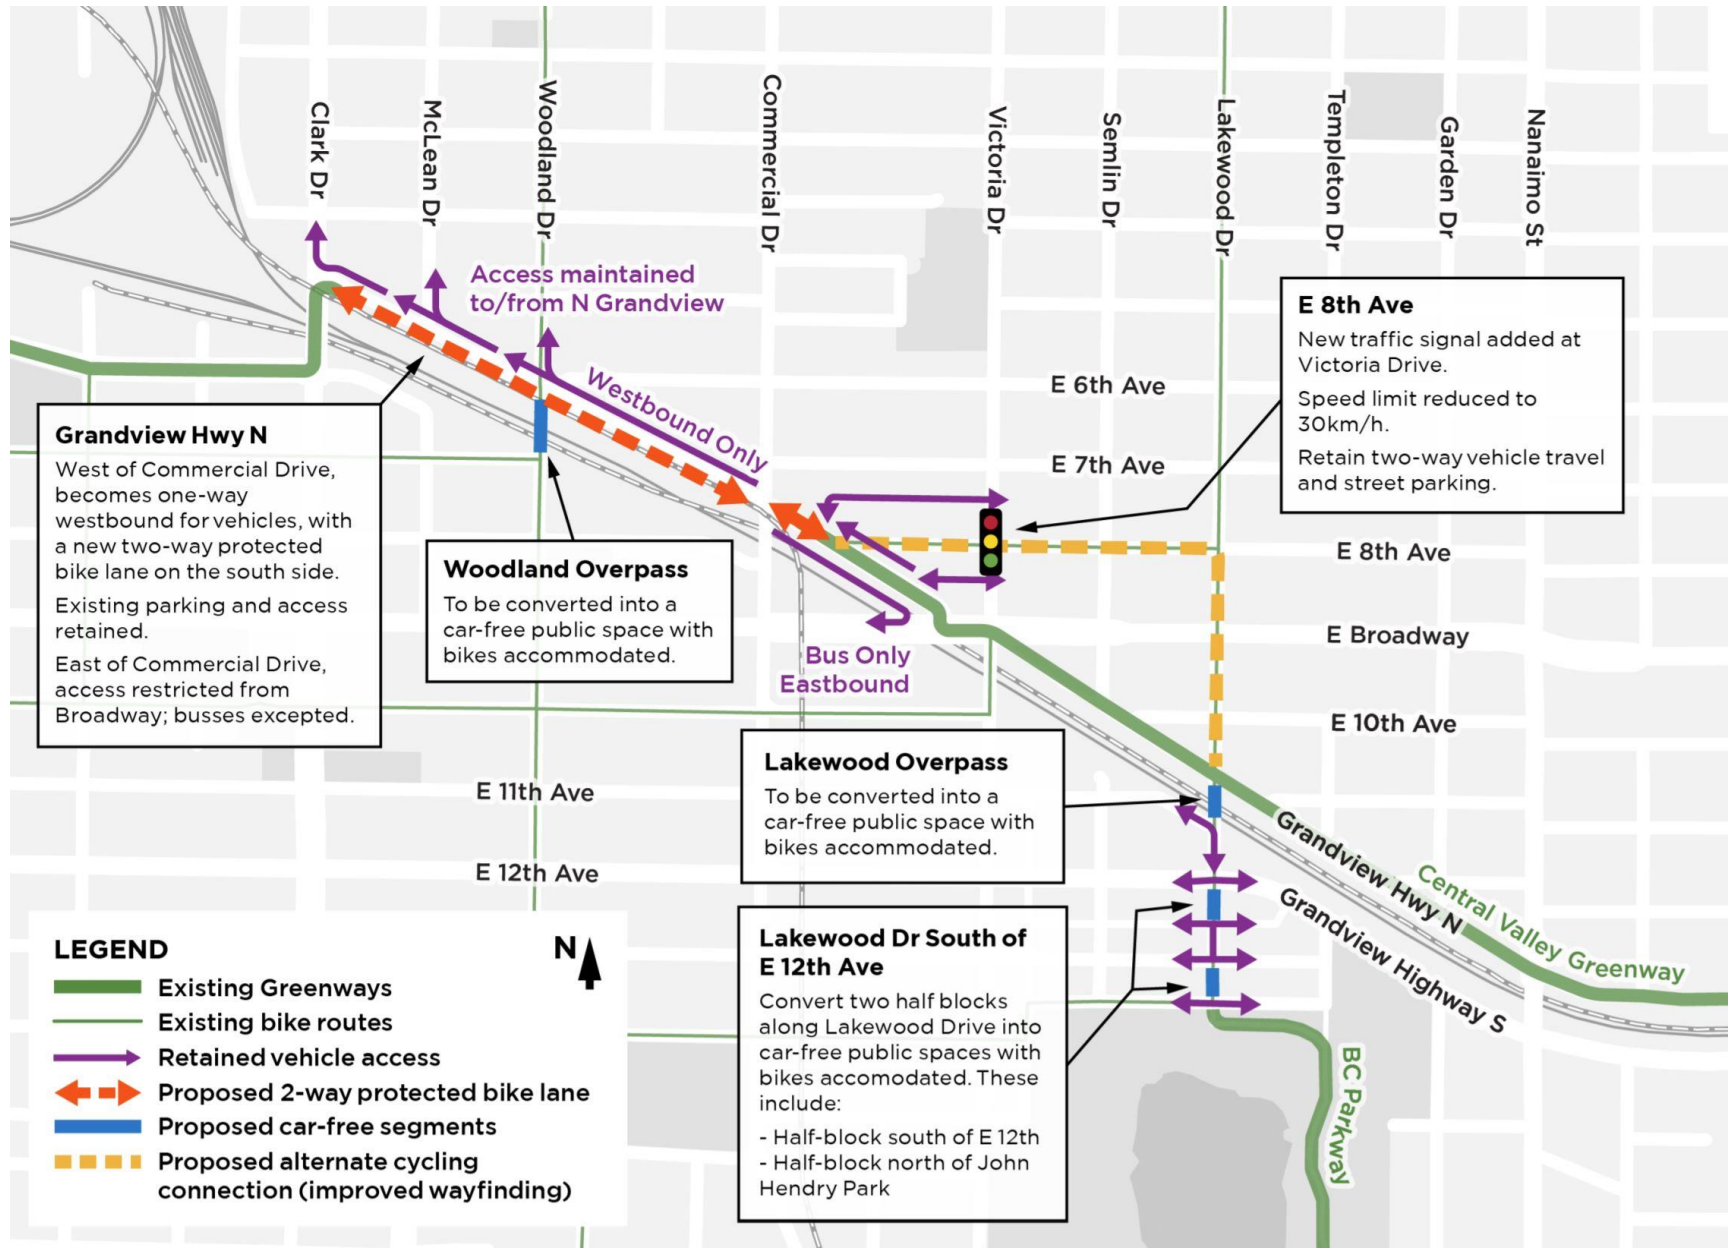 Clark Dr
McLean Dr
Woodland Dr
Commercial Dr
Victoria Dr
Semlin Dr
Lakewood Dr
Templeton Dr
Garden Dr
Nanaimo St
Access maintained
to/from N Grandview
Westbound Only
E 6th Ave
E 7th Ave
E 8th Ave
New traffic signal added at
Victoria Drive.
Speed limit reduced to
30km/h.
Retain two-way vehicle travel
and street parking.
Grandview Hwy N
West of Commercial Drive,
becomes one-way
westbound for vehicles, with
a new two-way protected
bike lane on the south side.
Existing parking and access
retained.
East of Commercial Drive,
access restricted from
Broadway; busses excepted.
Woodland Overpass
To be converted into a
car-free public space with
bikes accommodated.
E 8th Ave
E Broadway
E 10th Ave
Bus Only
Eastbound
E 11th Ave
E 12th Ave
Lakewood Overpass
To be converted into a
car-free public space with
bikes accommodated.
Grandview Hwy N
Central Valley Greenway
Grandview Highway S
BC Parkway
Lakewood Dr South of
E 12th Ave
Convert two half blocks
along Lakewood Drive into
car-free public spaces with
bikes accomodated. These
include:
- Half-block south of E 12th
- Half-block north of John
Hendry Park
LEGEND
N
Existing Greenways
Existing bike routes
Retained vehicle access
Proposed 2-way protected bike lane
Proposed car-free segments
Proposed alternate cycling
connection (improved wayfinding)